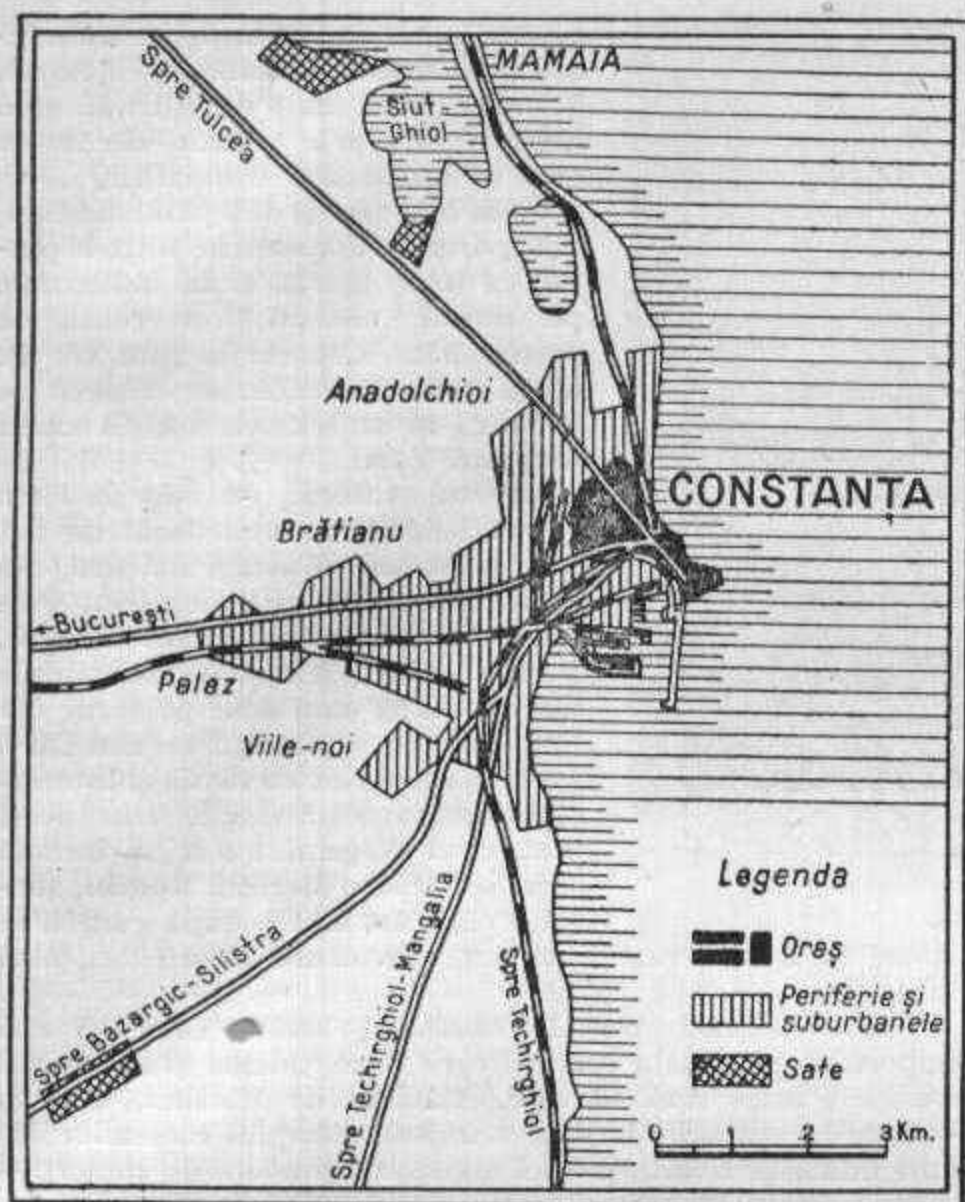 MAMAIA
Spre Tulcea
Siut-
Ghiol
Anadolchioi
CONSTANȚA
Brătianu
București
Palaz
Viile-noi
Legenda
Oraș
Periferie și
suburbanele
Sate
0 1 2 3 Km.
Spre Bazargic-Silistra
Spre Techirghiol-Mangalia
Spre Techirghiol